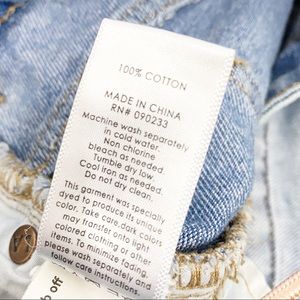 100% COTTON
MADE IN CHINA
RN# 090233
Machine wash separately
in cold water.
Non chlorine
bleach as needed.
Tumble dry low
Cool Iron as needed.
Do not dry clean.
This garment was specially
dyed to produce its unique
color. Take care,dark colors
may transfer onto light
colored clothing or other
items. To minimize fading,
please wash separately and
follow care instructions.
off